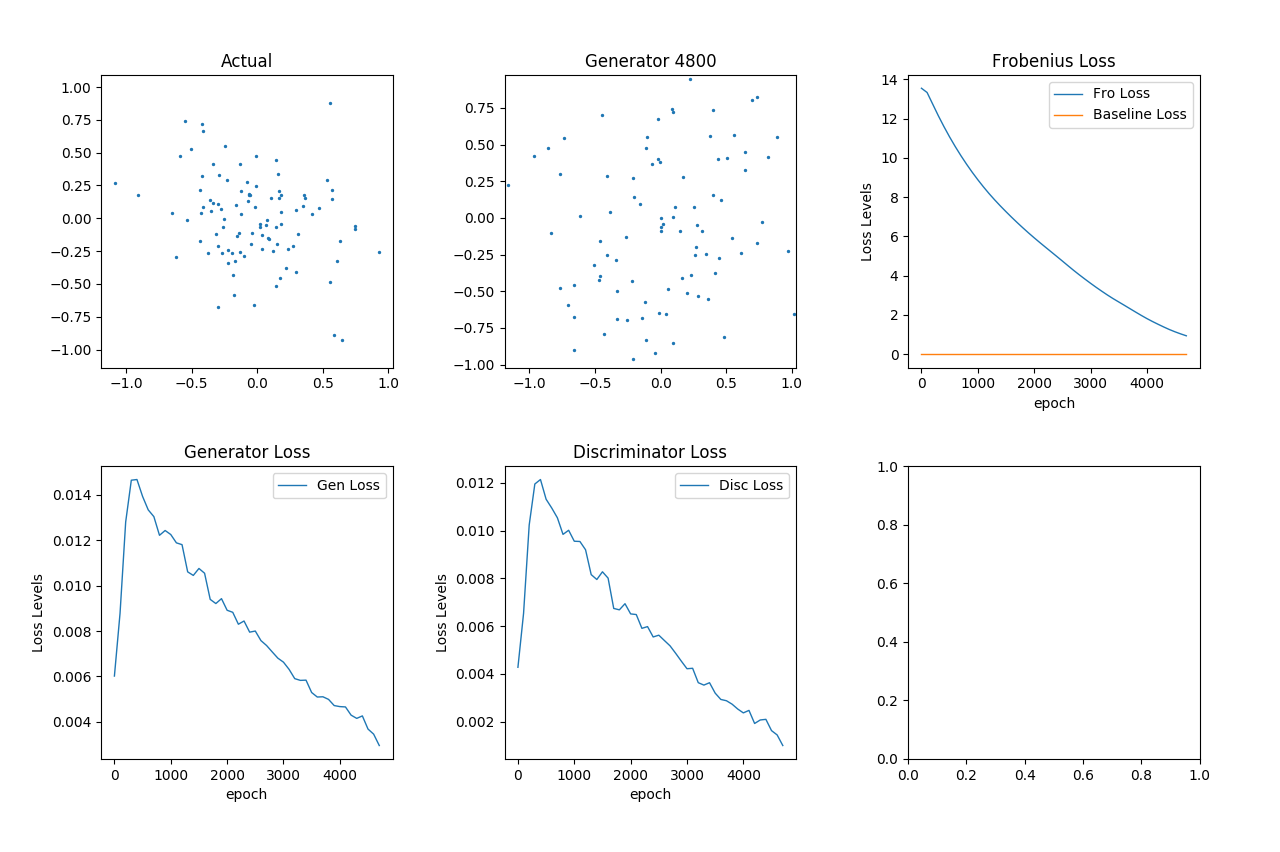 Actual
1.00
0.75
0.50
0.25
0.00
−0.25
−0.50
−0.75
−1.00
−1.0 −0.5 0.0 0.5 1.0
Generator 4800
0.75
0.50
0.25
0.00
−0.25
−0.50
−0.75
−1.00
−1.0 −0.5 0.0 0.5 1.0
Frobenius Loss
Fro Loss
Baseline Loss
Loss Levels
14
12
10
8
6
4
2
0
0 1000 2000 3000 4000
epoch
Generator Loss
Gen Loss
Loss Levels
0.014
0.012
0.010
0.008
0.006
0.004
0 1000 2000 3000 4000
epoch
Discriminator Loss
Disc Loss
Loss Levels
0.012
0.010
0.008
0.006
0.004
0.002
0 1000 2000 3000 4000
epoch
1.0
0.8
0.6
0.4
0.2
0.0
0.0 0.2 0.4 0.6 0.8 1.0